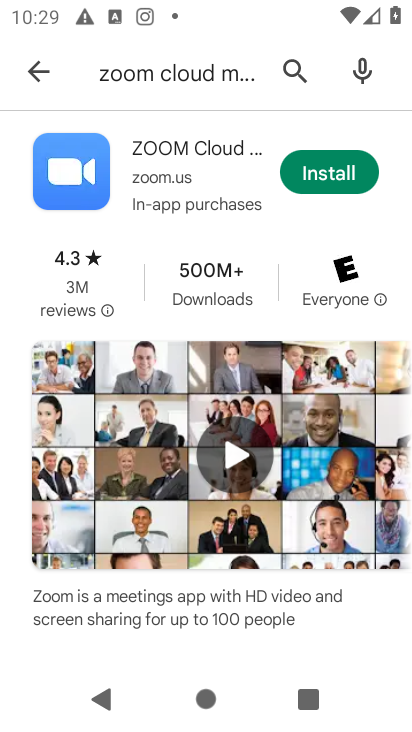 10:29
zoom cloud m...
ZOOM Cloud ...
zoom.us
In-app purchases
Install
4.3 ★
3M
reviews
500M+
Downloads
E
Everyone
Zoom is a meetings app with HD video and
screen sharing for up to 100 people